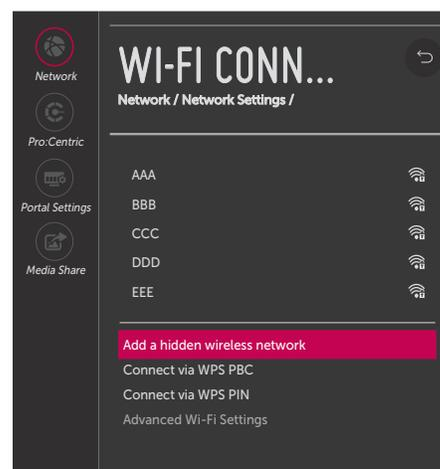 Network
Pro:Centric
Portal Settings
Media Share
WI-FI CONN...
Network / Network Settings /
AAA
BBB
CCC
DDD
EEE
Add a hidden wireless network
Connect via WPS PBC
Connect via WPS PIN
Advanced Wi-Fi Settings